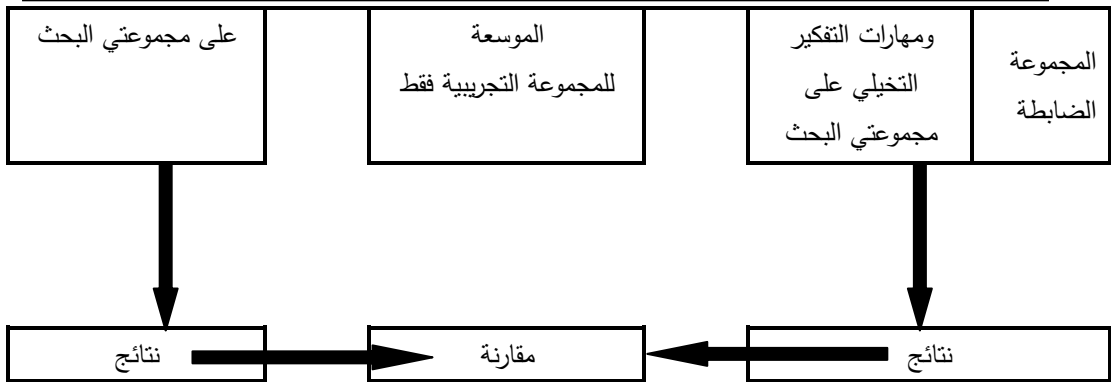 المجموعة
الضابطة
ومهارات التفكير
التخيلي على
مجموعتي البحث
الموسعة
للمجموعة التجريبية فقط
على مجموعتي البحث
نتائج
مقارنة
نتائج